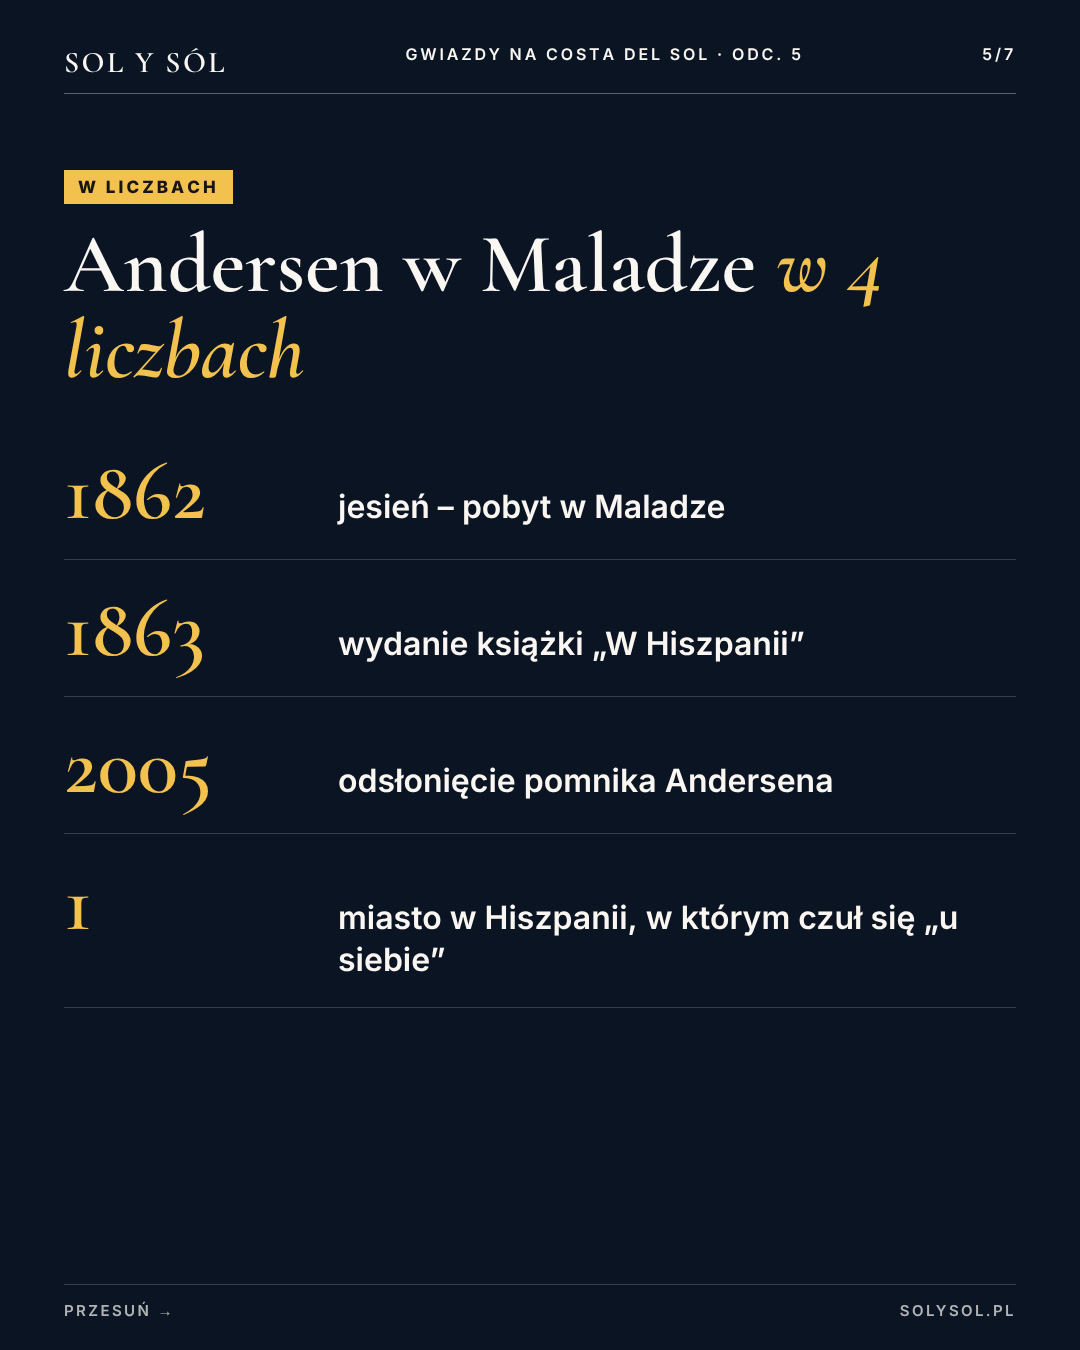 SOL Y SÓL
GWIAZDY NA COSTA DEL SOL · ODC. 5
5/7
W LICZBACH
Andersen w Maladze w 4
liczbach
1862
jesień – pobyt w Maladze
1863
wydanie książki „W Hiszpanii”
2005
odsłonięcie pomnika Andersena
1
miasto w Hiszpanii, w którym czuł się „u
siebie”
PRZESUŃ →
SOLYSOL.PL